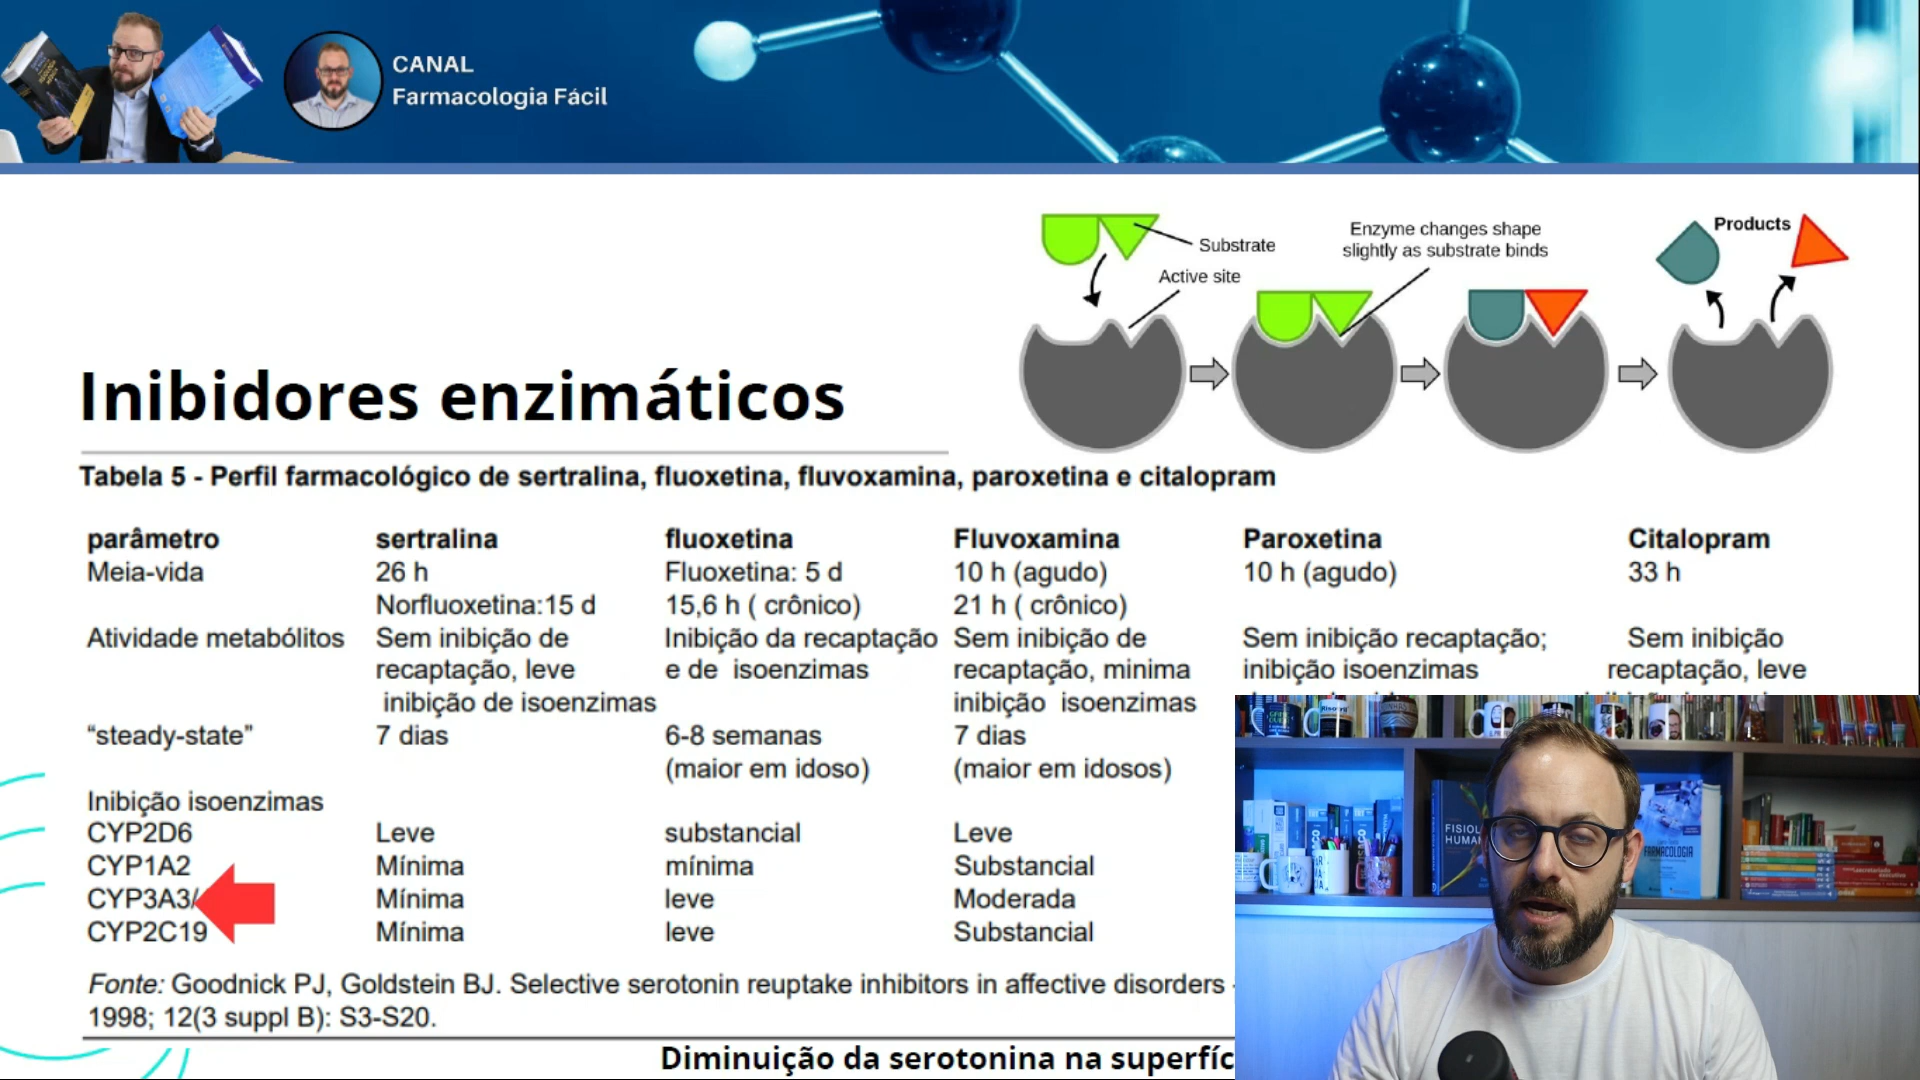 CANAL
Farmacologia Fácil
Substrate
Active site
Enzyme changes shape
slightly as substrate binds
Products
Inibidores enzimáticos
Tabela 5 - Perfil farmacológico de sertralina, fluoxetina, fluvoxamina, paroxetina e citalopram
parâmetro sertralina fluoxetina Fluvoxamina Paroxetina Citalopram
Meia-vida 26 h Fluoxetina: 5 d 10 h (agudo) 10 h (agudo) 33 h
Norfluoxetina:15 d 15,6 h ( crônico) 21 h ( crônico)
Atividade metabólitos Sem inibição de Inibição da recaptação Sem inibição de Sem inibição recaptação; Sem inibição
recaptação, leve e de isoenzimas recaptação, minima inibição isoenzimas recaptação, leve
inibição de isoenzimas inibição isoenzimas
“steady-state” 7 dias 6-8 semanas 7 dias
(maior em idoso) (maior em idosos)
Inibição isoenzimas
CYP2D6 Leve substancial Leve
CYP1A2 Mínima mínima Substancial
CYP3A3/ Mínima leve Moderada
CYP2C19 Mínima leve Substancial
Fonte: Goodnick PJ, Goldstein BJ. Selective serotonin reuptake inhibitors in affective disorders -
1998; 12(3 suppl B): S3-S20.
Diminuição da serotonina na superfíc
FISIOL
HUMA
FARMACOLOGIA